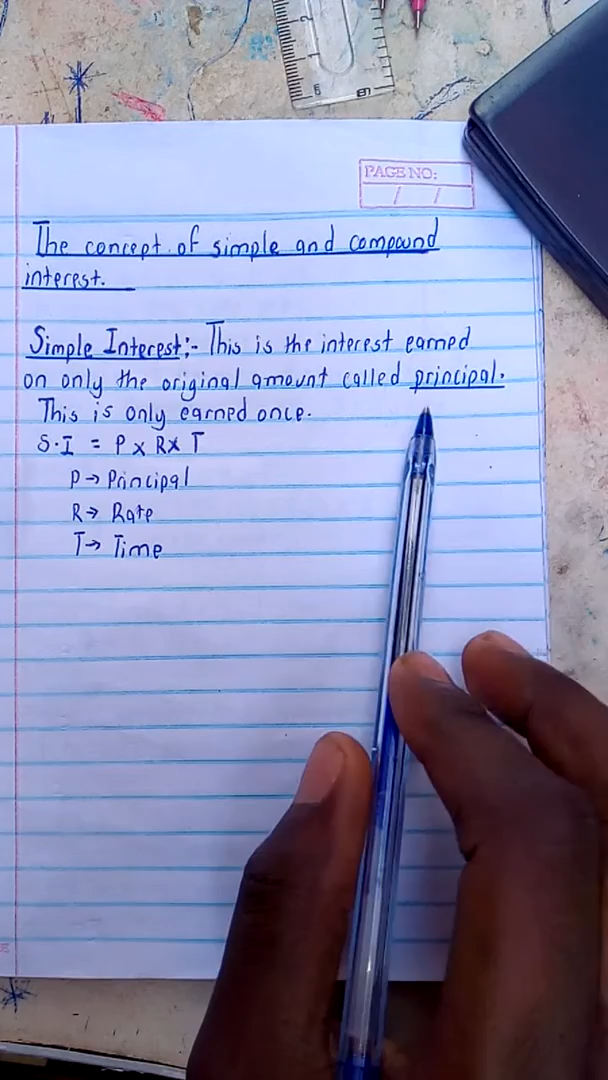 PAGE NO:
/ /
The concept of simple and compound
interest.
Simple Interest:- This is the interest earned
on only the original amount called principal.
This is only earned once.
S.I = P x R x T
P → Principal
R → Rate
T → Time